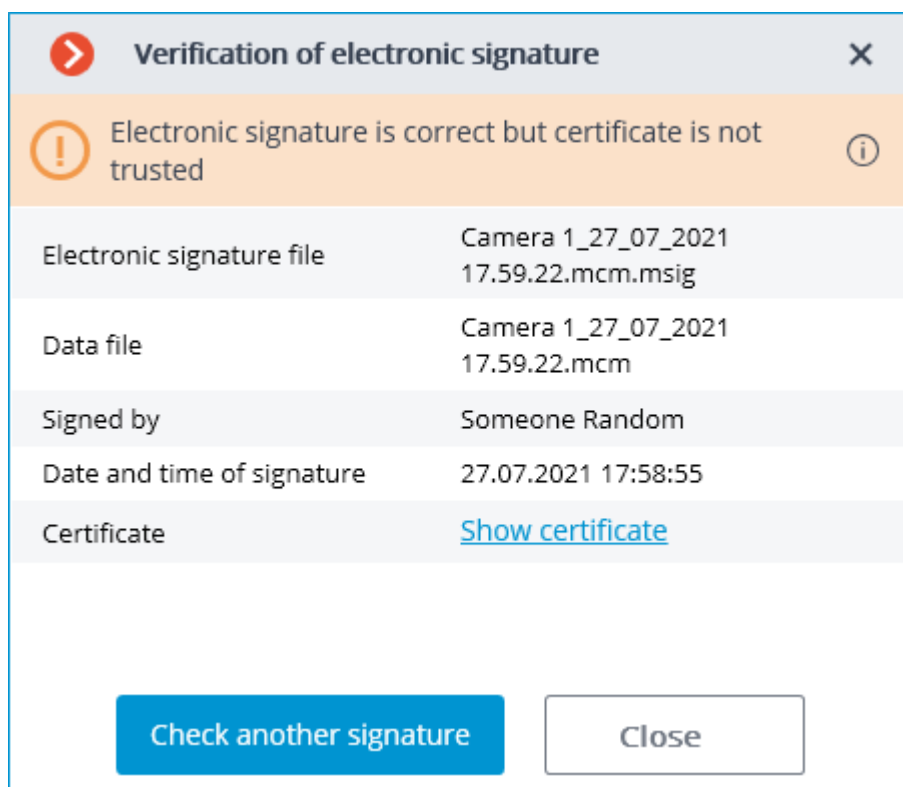 Verification of electronic signature
Electronic signature is correct but certificate is not
trusted
Electronic signature file
Camera 1_27_07_2021
17.59.22.mcm.msig
Data file
Camera 1_27_07_2021
17.59.22.mcm
Signed by
Someone Random
Date and time of signature
27.07.2021 17:58:55
Certificate
Show certificate
Check another signature
Close